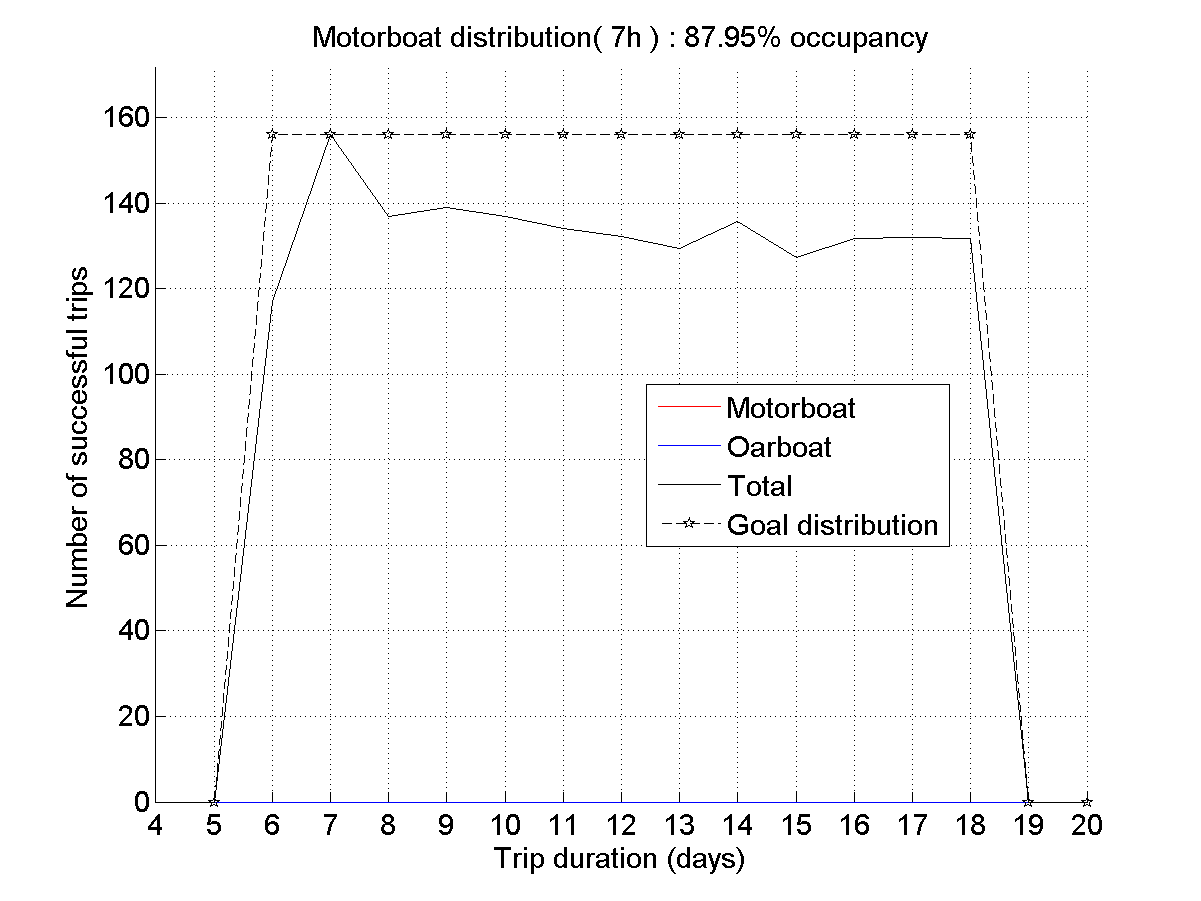 Motorboat distribution( 7h ) : 87.95% occupancy
160
140
120
100
80
60
40
20
0
Number of successful trips
Motorboat
Oarboat
Total
Goal distribution
4 5 6 7 8 9 10 11 12 13 14 15 16 17 18 19 20
Trip duration (days)